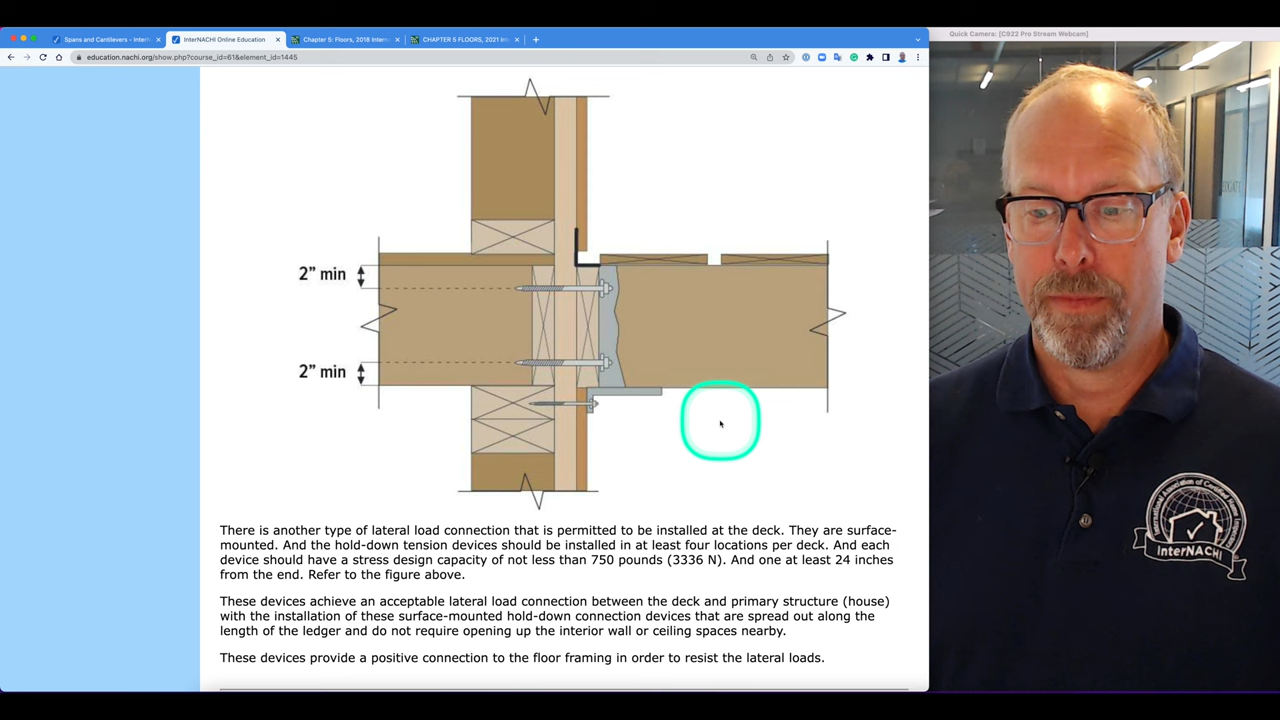 Spans and Cantilevers - InterN
InterNACHI Online Education
Chapter 5: Floors, 2018 Intern
CHAPTER 5 FLOORS, 2021 Int
Quick Camera: [C922 Pro Stream Webcam]
education.nachi.org/show.php?course_id=61&element_id=1445
2” min
2” min
There is another type of lateral load connection that is permitted to be installed at the deck. They are surface-
mounted. And the hold-down tension devices should be installed in at least four locations per deck. And each
device should have a stress design capacity of not less than 750 pounds (3336 N). And one at least 24 inches
from the end. Refer to the figure above.
These devices achieve an acceptable lateral load connection between the deck and primary structure (house)
with the installation of these surface-mounted hold-down connection devices that are spread out along the
length of the ledger and do not require opening up the interior wall or ceiling spaces nearby.
These devices provide a positive connection to the floor framing in order to resist the lateral loads.
International Association of Certified Home Inspectors
InterNACHI